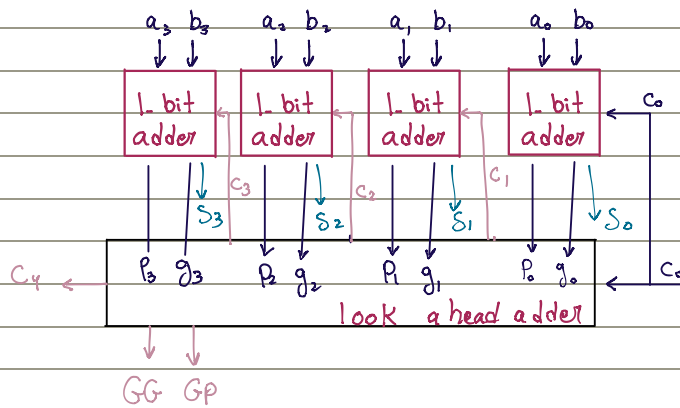 a₃ b₃ a₂ b₂ a₁ b₁ a₀ b₀
1-bit adder 1-bit adder 1-bit adder 1-bit adder C₀
C₃ C₂ C₁
S₃ S₂ S₁ S₀
P₃ g₃ P₂ g₂ P₁ g₁ P₀ g₀
C₄ C₀
look ahead adder
GG GP